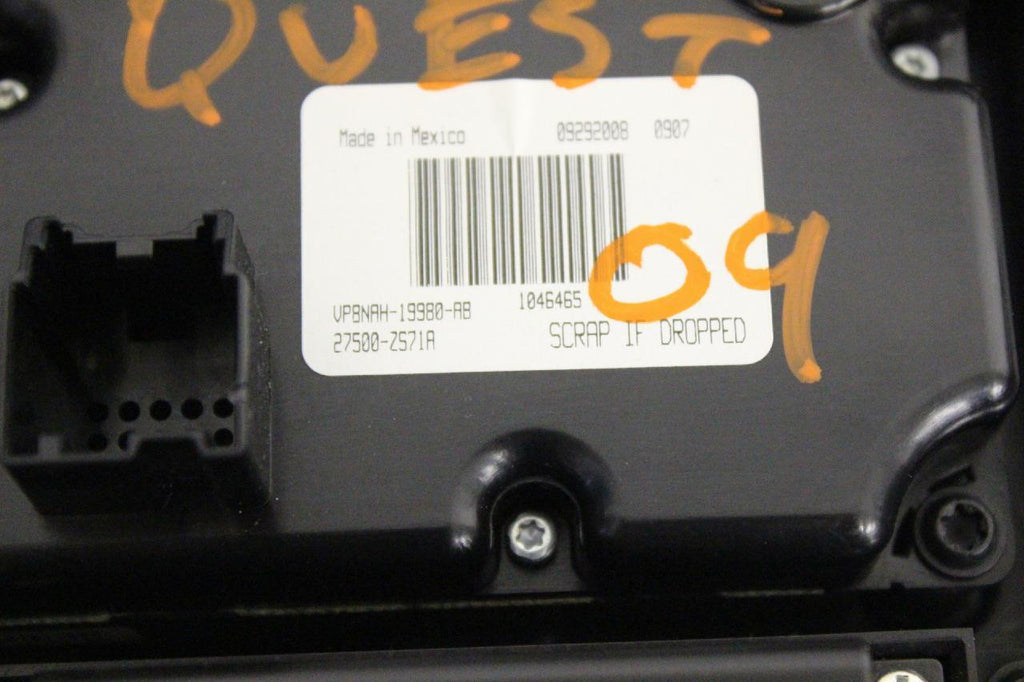 QUEST
Made in Mexico 09292008 0907
09
VP8NAH-19980-AB 1046465
27500-ZS71A SCRAP IF DROPPED